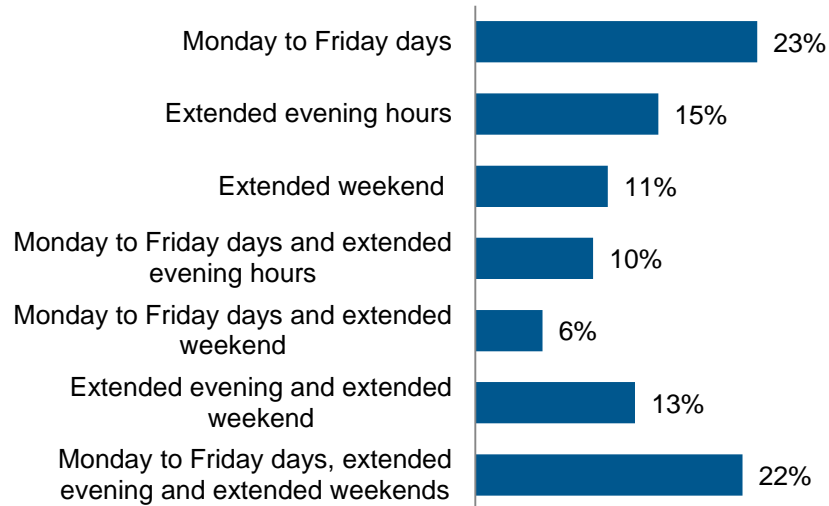 Monday to Friday days
23%
Extended evening hours
15%
Extended weekend
11%
Monday to Friday days and extended
evening hours
10%
Monday to Friday days and extended
weekend
6%
Extended evening and extended
weekend
13%
Monday to Friday days, extended
evening and extended weekends
22%